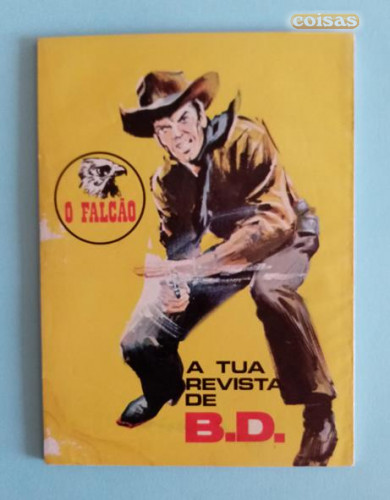 coisas
O FALCÃO
A TUA
REVISTA
DE
B.D.